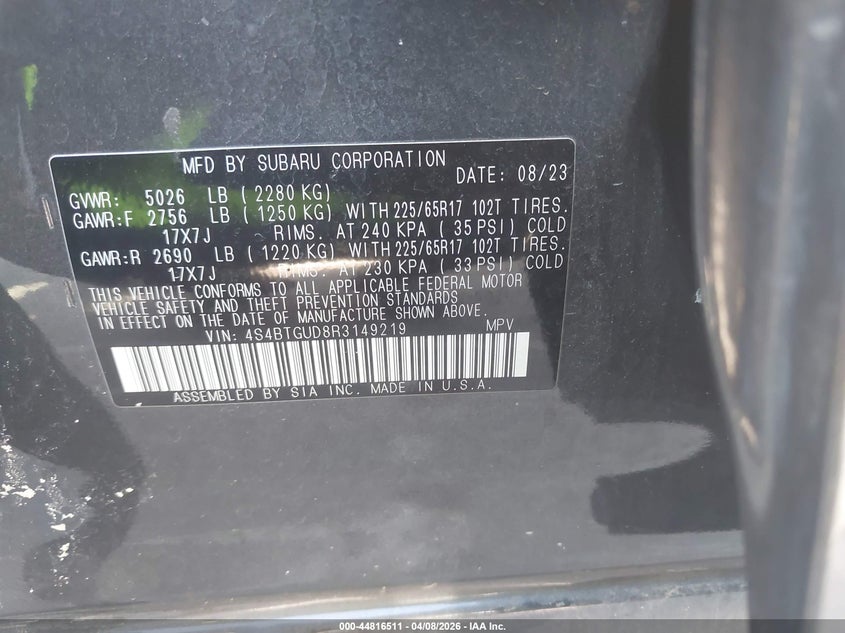 MFD BY SUBARU CORPORATION
DATE: 08/23
GVWR: 5026 LB ( 2280 KG)
GAWR:F 2756 LB ( 1250 KG) WITH 225/65R17 102T TIRES.
17X7J RIMS. AT 240 KPA ( 35 PSI) COLD
GAWR:R 2690 LB ( 1220 KG) WITH 225/65R17 102T TIRES.
17X7J RIMS. AT 230 KPA ( 33 PSI) COLD
THIS VEHICLE CONFORMS TO ALL APPLICABLE FEDERAL MOTOR
VEHICLE SAFETY AND THEFT PREVENTION STANDARDS
IN EFFECT ON THE DATE OF MANUFACTURE SHOWN ABOVE.
VIN: 4S4BTGUD8R3149219 MPV
ASSEMBLED BY SIA INC. MADE IN U.S.A.
000-44816511 - 04/08/2026 - IAA Inc.